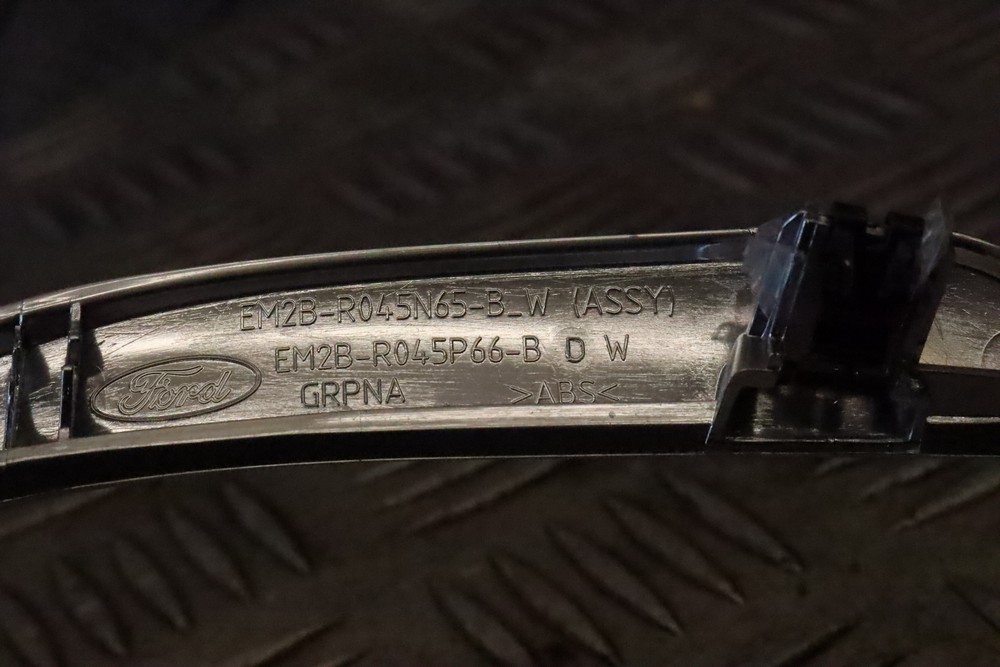 EM2B-R045N65-B_W (ASSY)
EM2B-R045P66-B D W
Ford
GRPNA >ABS<